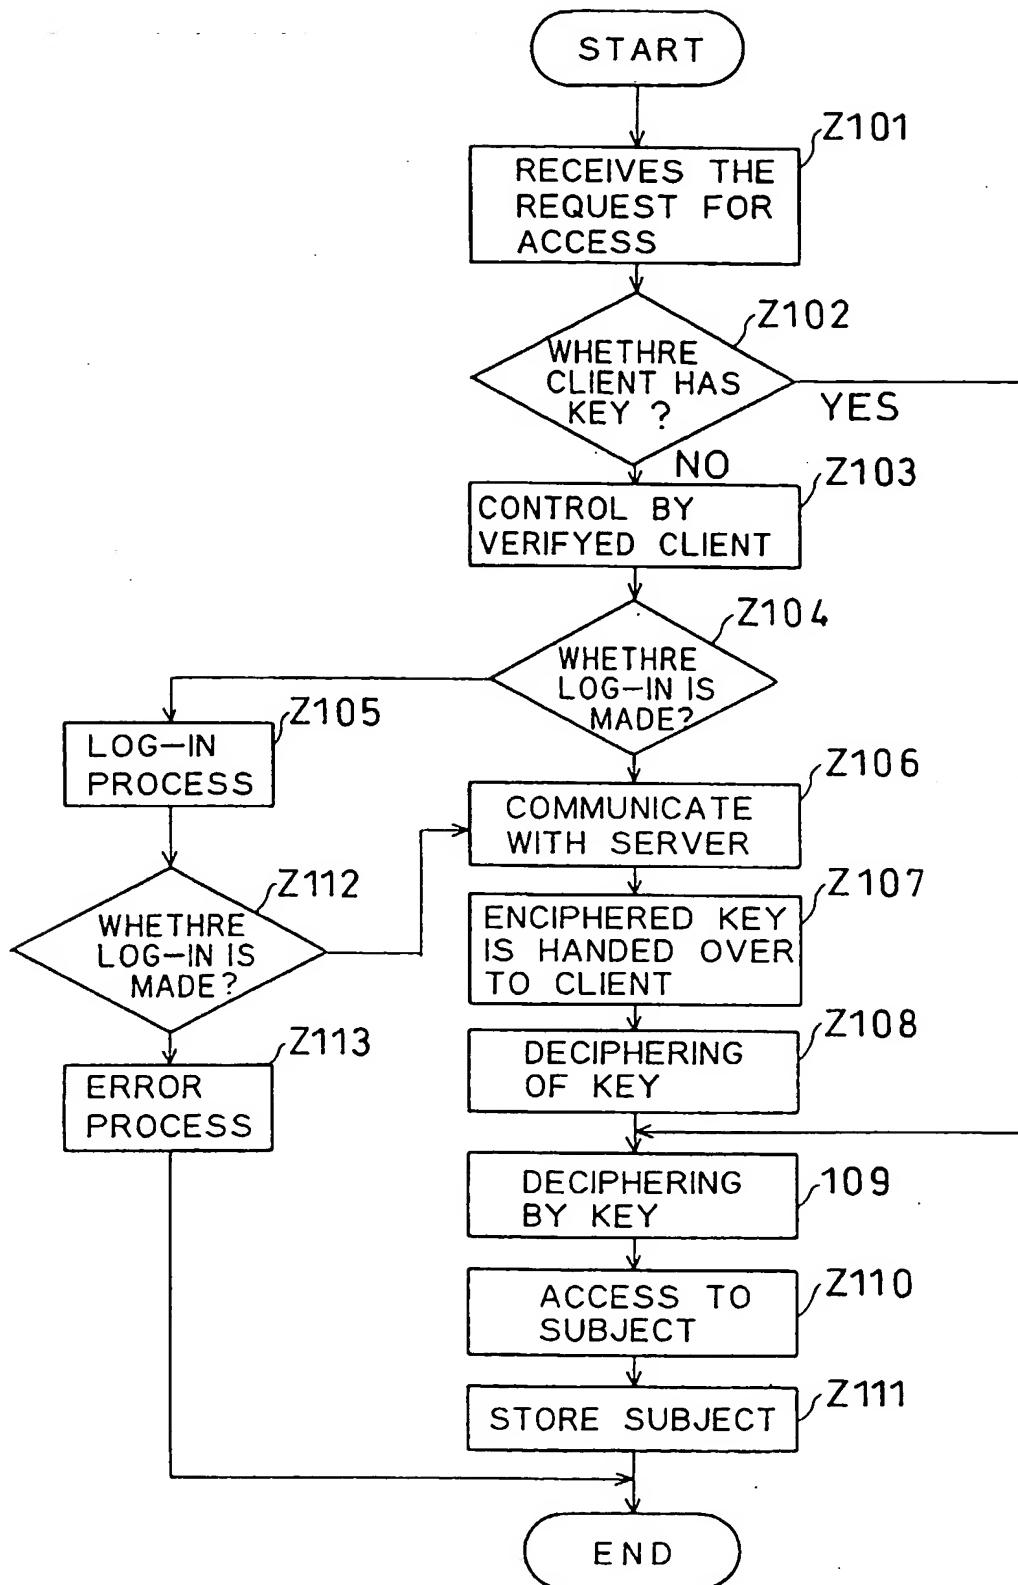 START
Z101
RECEIVES THE
REQUEST FOR
ACCESS
Z102
WHETHRE
CLIENT HAS
KEY ?
YES
NO
Z103
CONTROL BY
VERIFYED CLIENT
Z104
WHETHRE
LOG-IN IS
MADE?
Z105
LOG-IN
PROCESS
Z106
COMMUNICATE
WITH SERVER
Z112
WHETHRE
LOG-IN IS
MADE?
Z107
ENCIPHERED KEY
IS HANDED OVER
TO CLIENT
Z113
ERROR
PROCESS
Z108
DECIPHERING
OF KEY
109
DECIPHERING
BY KEY
Z110
ACCESS TO
SUBJECT
Z111
STORE SUBJECT
END